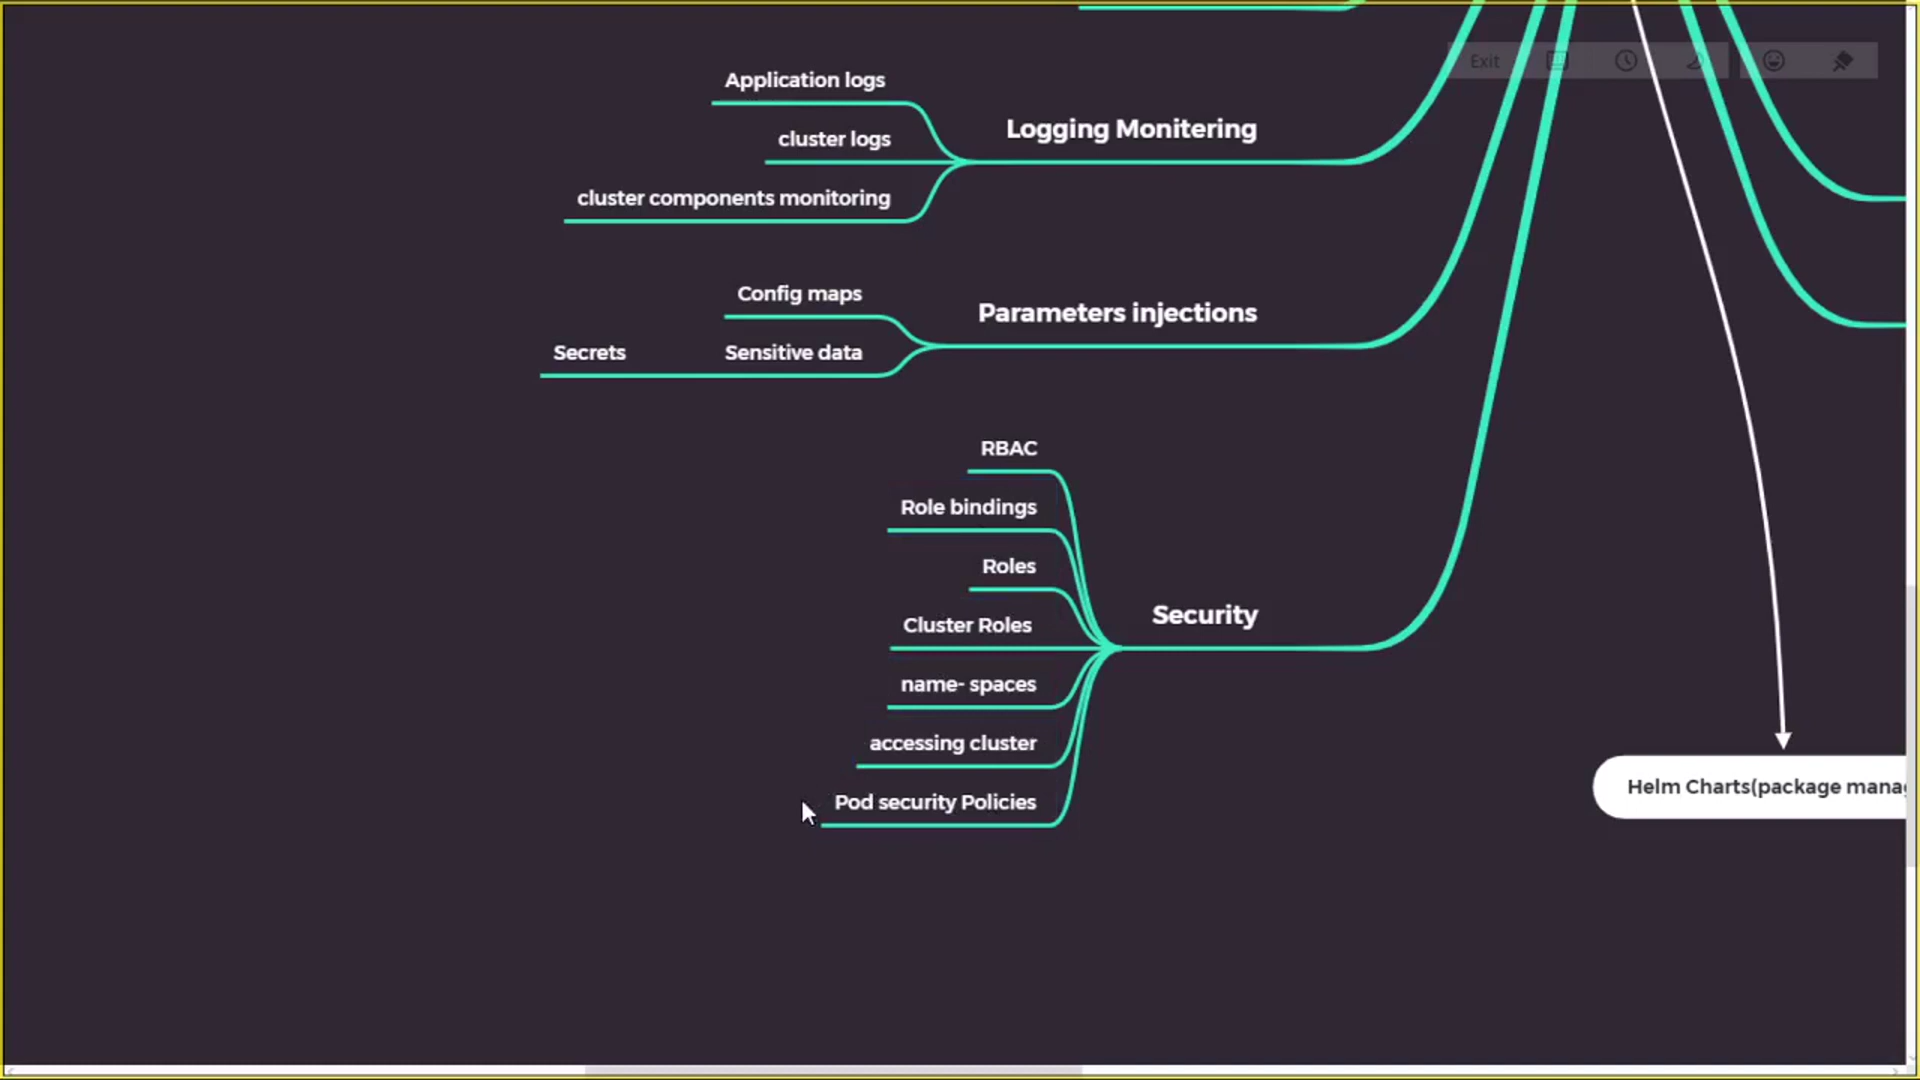 Exit
Application logs
cluster logs
cluster components monitoring
Logging Monitering
Config maps
Secrets
Sensitive data
Parameters injections
RBAC
Role bindings
Roles
Cluster Roles
name- spaces
accessing cluster
Pod security Policies
Security
Helm Charts(package